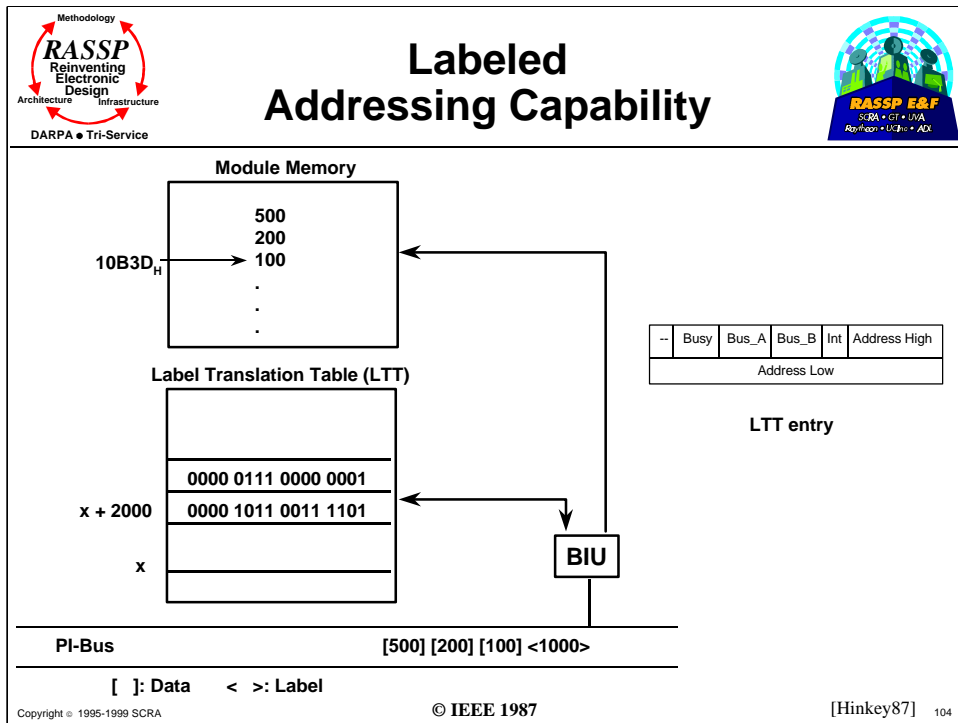 Methodology
RASSP
Reinventing
Electronic
Design
Architecture Infrastructure
DARPA ● Tri-Service
Labeled
Addressing Capability
RASSP E&F
SCRA • GT • UVA
Raytheon • UCinc • ADL
Module Memory
500
200
10B3DH 100
.
.
.
Label Translation Table (LTT)
0000 0111 0000 0001
x + 2000 0000 1011 0011 1101
x
-- Busy Bus_A Bus_B Int Address High
Address Low
LTT entry
BIU
PI-Bus [500] [200] [100] <1000>
[ ]: Data < >: Label
Copyright © 1995-1999 SCRA © IEEE 1987 [Hinkey87] 104